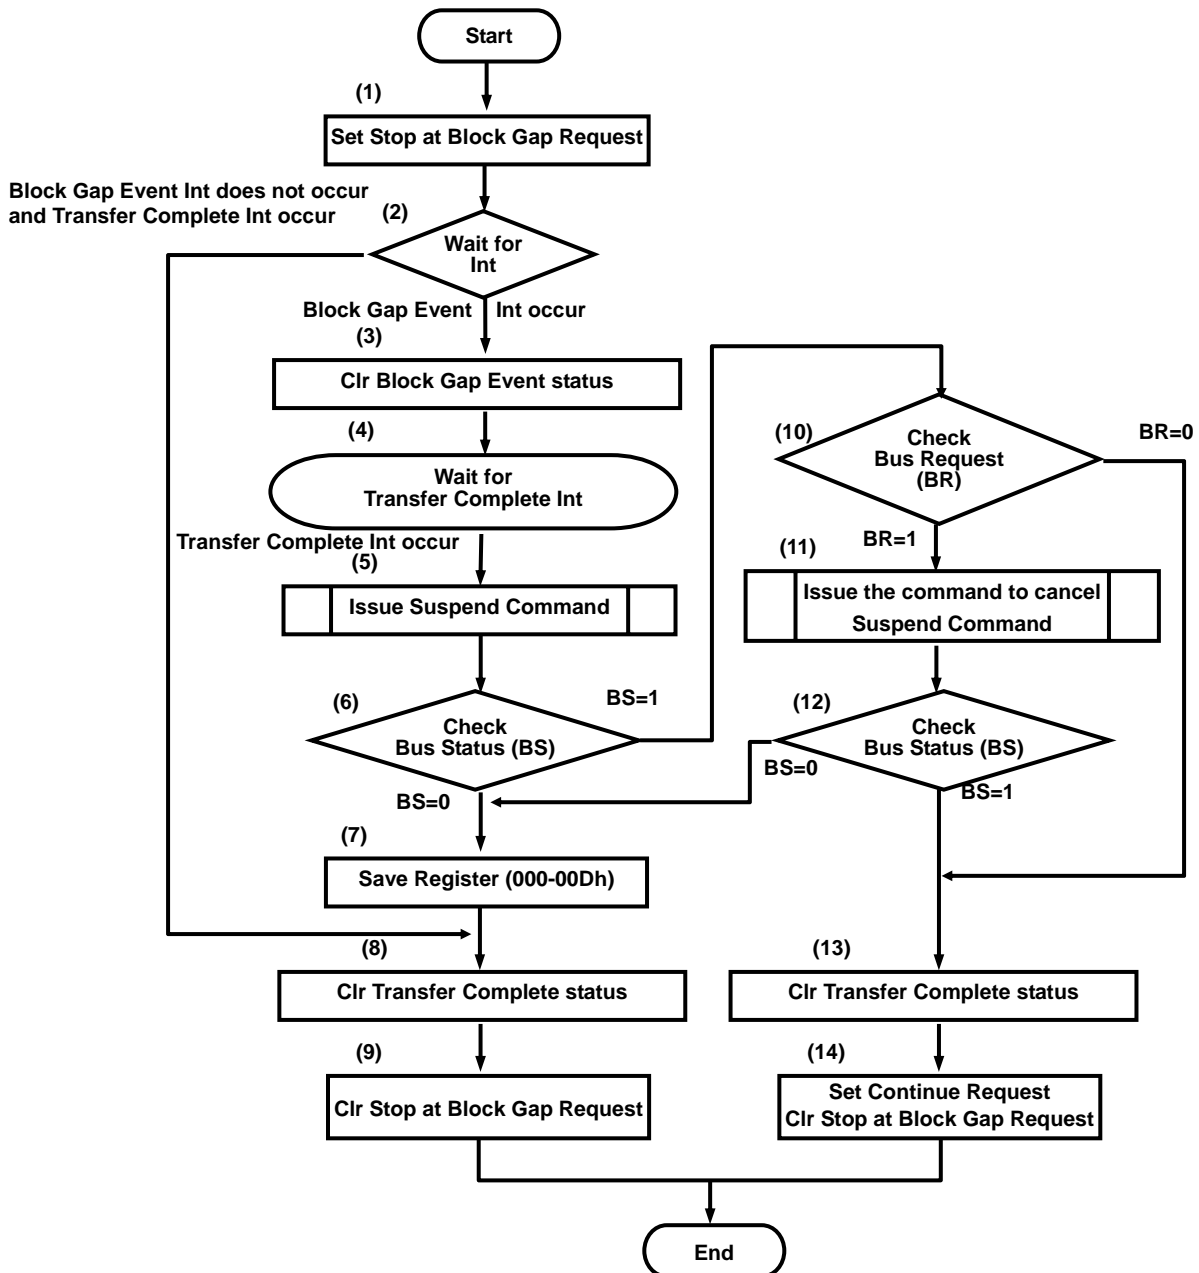 Start
(1)
Set Stop at Block Gap Request
Block Gap Event Int does not occur
and Transfer Complete Int occur
(2)
Wait for
Int
Block Gap Event Int occur
(3)
Clr Block Gap Event status
(4)
Wait for
Transfer Complete Int
Transfer Complete Int occur
(5)
Issue Suspend Command
(6)
BS=1
Check
Bus Status (BS)
BS=0
(7)
Save Register (000-00Dh)
(8)
Clr Transfer Complete status
(9)
Clr Stop at Block Gap Request
(10)
BR=0
Check
Bus Request
(BR)
BR=1
(11)
Issue the command to cancel
Suspend Command
(12)
Check
Bus Status (BS)
BS=0
BS=1
(13)
Clr Transfer Complete status
(14)
Set Continue Request
Clr Stop at Block Gap Request
End